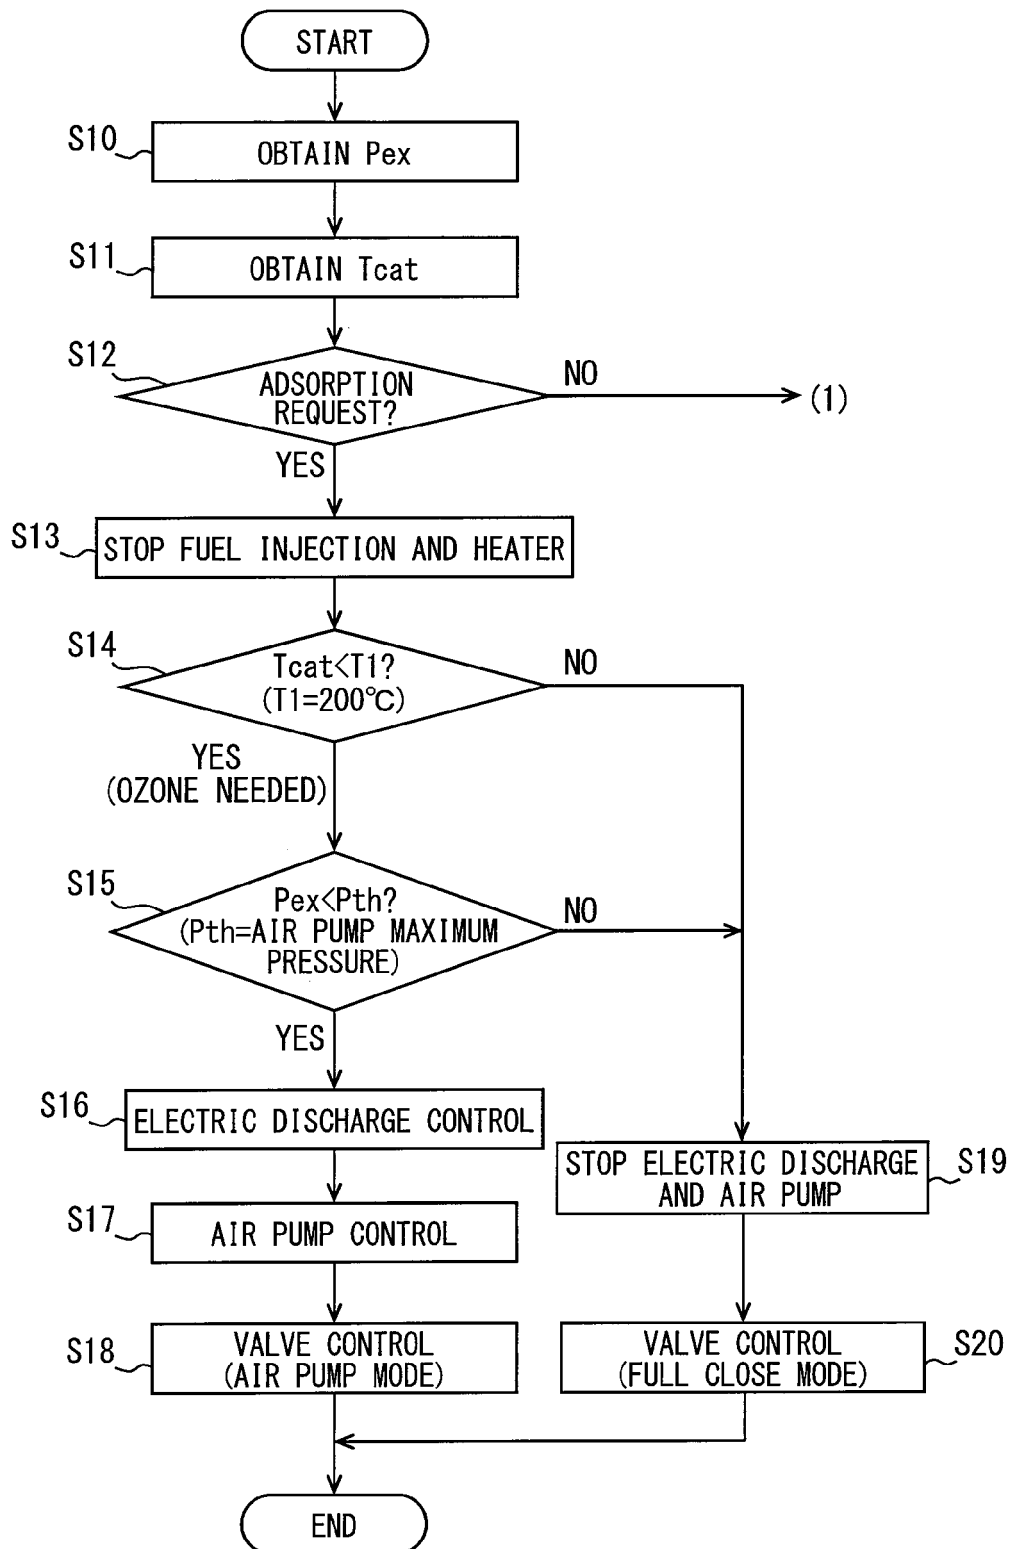 START
S10
OBTAIN Pex
S11
OBTAIN Tcat
S12
ADSORPTION
REQUEST?
NO
(1)
YES
S13
STOP FUEL INJECTION AND HEATER
S14
Tcat<T1?
(T1=200℃)
NO
YES
(OZONE NEEDED)
S15
Pex<Pth?
(Pth=AIR PUMP MAXIMUM
PRESSURE)
NO
YES
S16
ELECTRIC DISCHARGE CONTROL
STOP ELECTRIC DISCHARGE
AND AIR PUMP
S19
S17
AIR PUMP CONTROL
S18
VALVE CONTROL
(AIR PUMP MODE)
VALVE CONTROL
(FULL CLOSE MODE)
S20
END